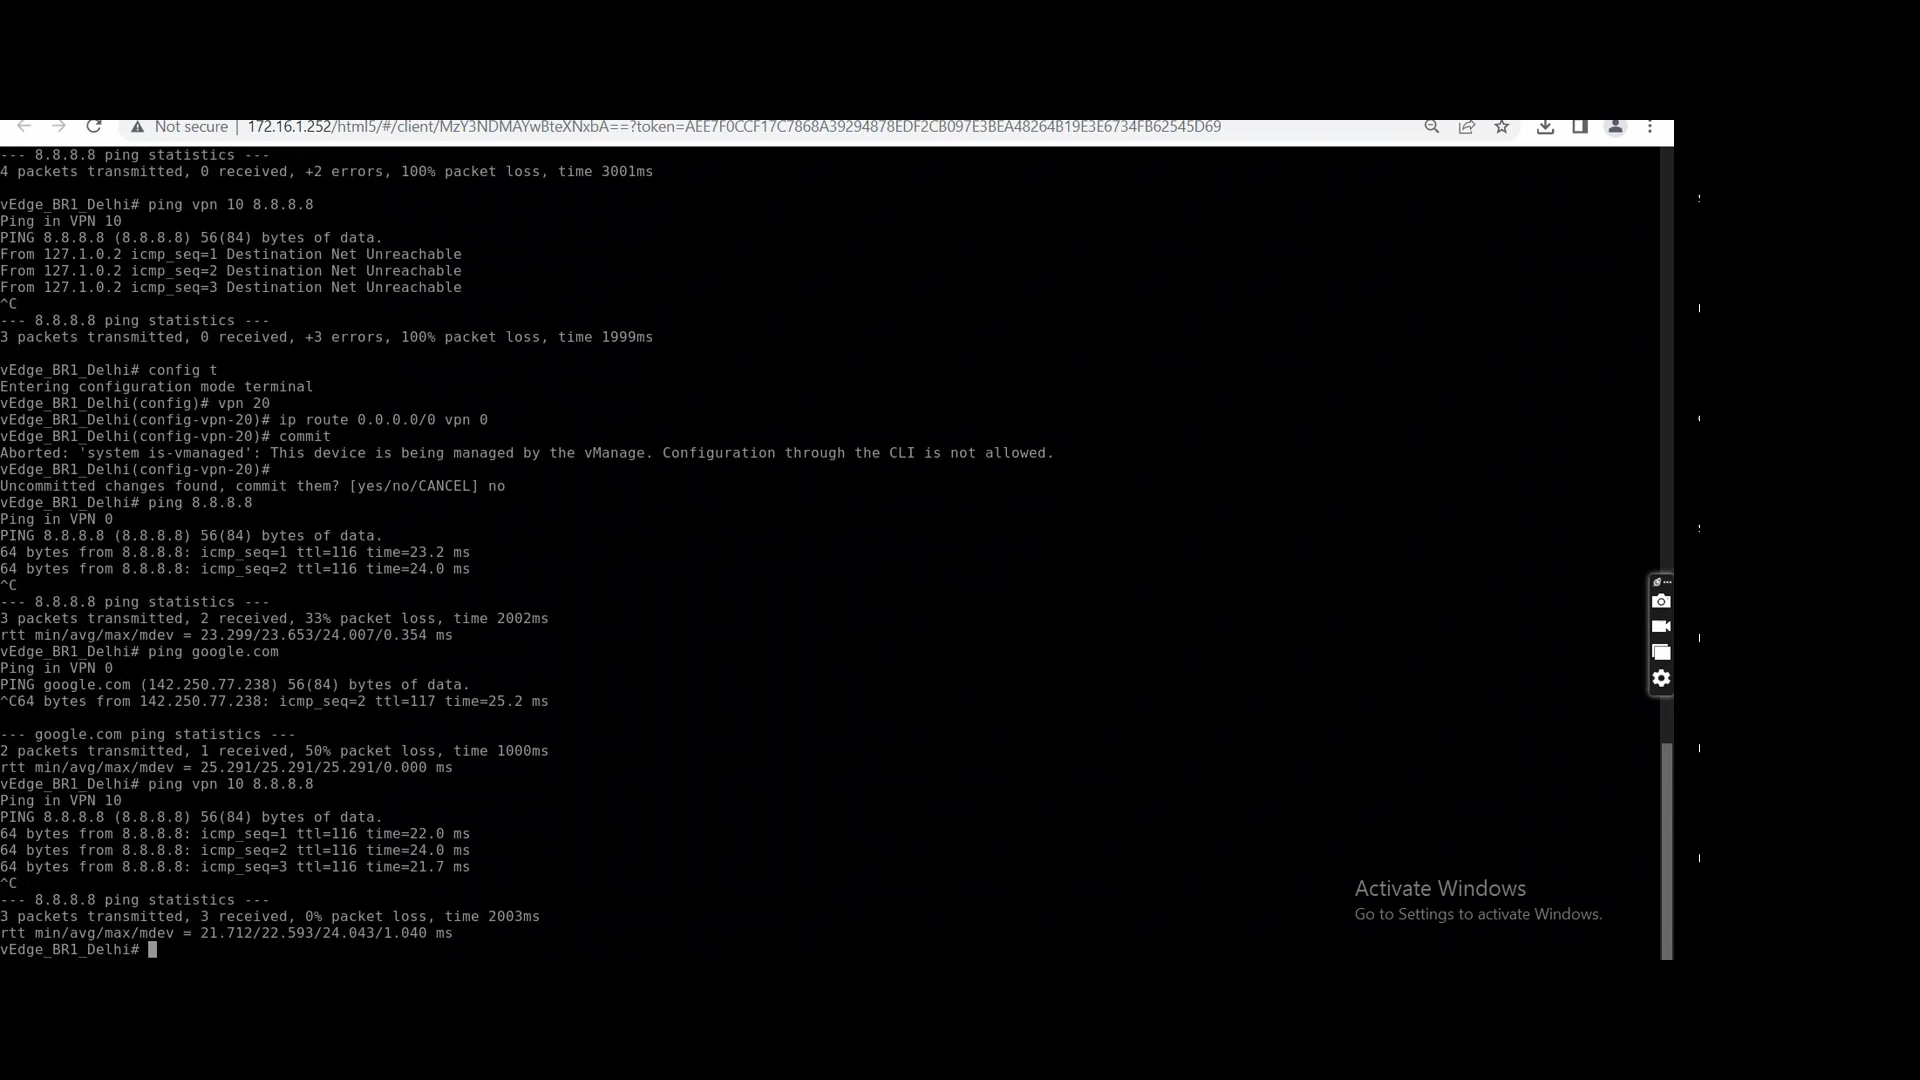 Not secure | 172.16.1.252/html5/#/client/MzY3NDMAYwBteXNxbA==?token=AEE7F0CCF17C7868A39294878EDF2CB097E3BEA48264B19E3E6734FB62545D69
--- 8.8.8.8 ping statistics ---
4 packets transmitted, 0 received, +2 errors, 100% packet loss, time 3001ms
vEdge_BR1_Delhi# ping vpn 10 8.8.8.8
Ping in VPN 10
PING 8.8.8.8 (8.8.8.8) 56(84) bytes of data.
From 127.1.0.2 icmp_seq=1 Destination Net Unreachable
From 127.1.0.2 icmp_seq=2 Destination Net Unreachable
From 127.1.0.2 icmp_seq=3 Destination Net Unreachable
^C
--- 8.8.8.8 ping statistics ---
3 packets transmitted, 0 received, +3 errors, 100% packet loss, time 1999ms
vEdge_BR1_Delhi# config t
Entering configuration mode terminal
vEdge_BR1_Delhi(config)# vpn 20
vEdge_BR1_Delhi(config-vpn-20)# ip route 0.0.0.0/0 vpn 0
vEdge_BR1_Delhi(config-vpn-20)# commit
Aborted: 'system is-vmanaged': This device is being managed by the vManage. Configuration through the CLI is not allowed.
vEdge_BR1_Delhi(config-vpn-20)#
Uncommitted changes found, commit them? [yes/no/CANCEL] no
vEdge_BR1_Delhi# ping 8.8.8.8
Ping in VPN 0
PING 8.8.8.8 (8.8.8.8) 56(84) bytes of data.
64 bytes from 8.8.8.8: icmp_seq=1 ttl=116 time=23.2 ms
64 bytes from 8.8.8.8: icmp_seq=2 ttl=116 time=24.0 ms
^C
--- 8.8.8.8 ping statistics ---
3 packets transmitted, 2 received, 33% packet loss, time 2002ms
rtt min/avg/max/mdev = 23.299/23.653/24.007/0.354 ms
vEdge_BR1_Delhi# ping google.com
Ping in VPN 0
PING google.com (142.250.77.238) 56(84) bytes of data.
^C64 bytes from 142.250.77.238: icmp_seq=2 ttl=117 time=25.2 ms
--- google.com ping statistics ---
2 packets transmitted, 1 received, 50% packet loss, time 1000ms
rtt min/avg/max/mdev = 25.291/25.291/25.291/0.000 ms
vEdge_BR1_Delhi# ping vpn 10 8.8.8.8
Ping in VPN 10
PING 8.8.8.8 (8.8.8.8) 56(84) bytes of data.
64 bytes from 8.8.8.8: icmp_seq=1 ttl=116 time=22.0 ms
64 bytes from 8.8.8.8: icmp_seq=2 ttl=116 time=24.0 ms
64 bytes from 8.8.8.8: icmp_seq=3 ttl=116 time=21.7 ms
^C
--- 8.8.8.8 ping statistics ---
3 packets transmitted, 3 received, 0% packet loss, time 2003ms
rtt min/avg/max/mdev = 21.712/22.593/24.043/1.040 ms
vEdge_BR1_Delhi#
Activate Windows
Go to Settings to activate Windows.